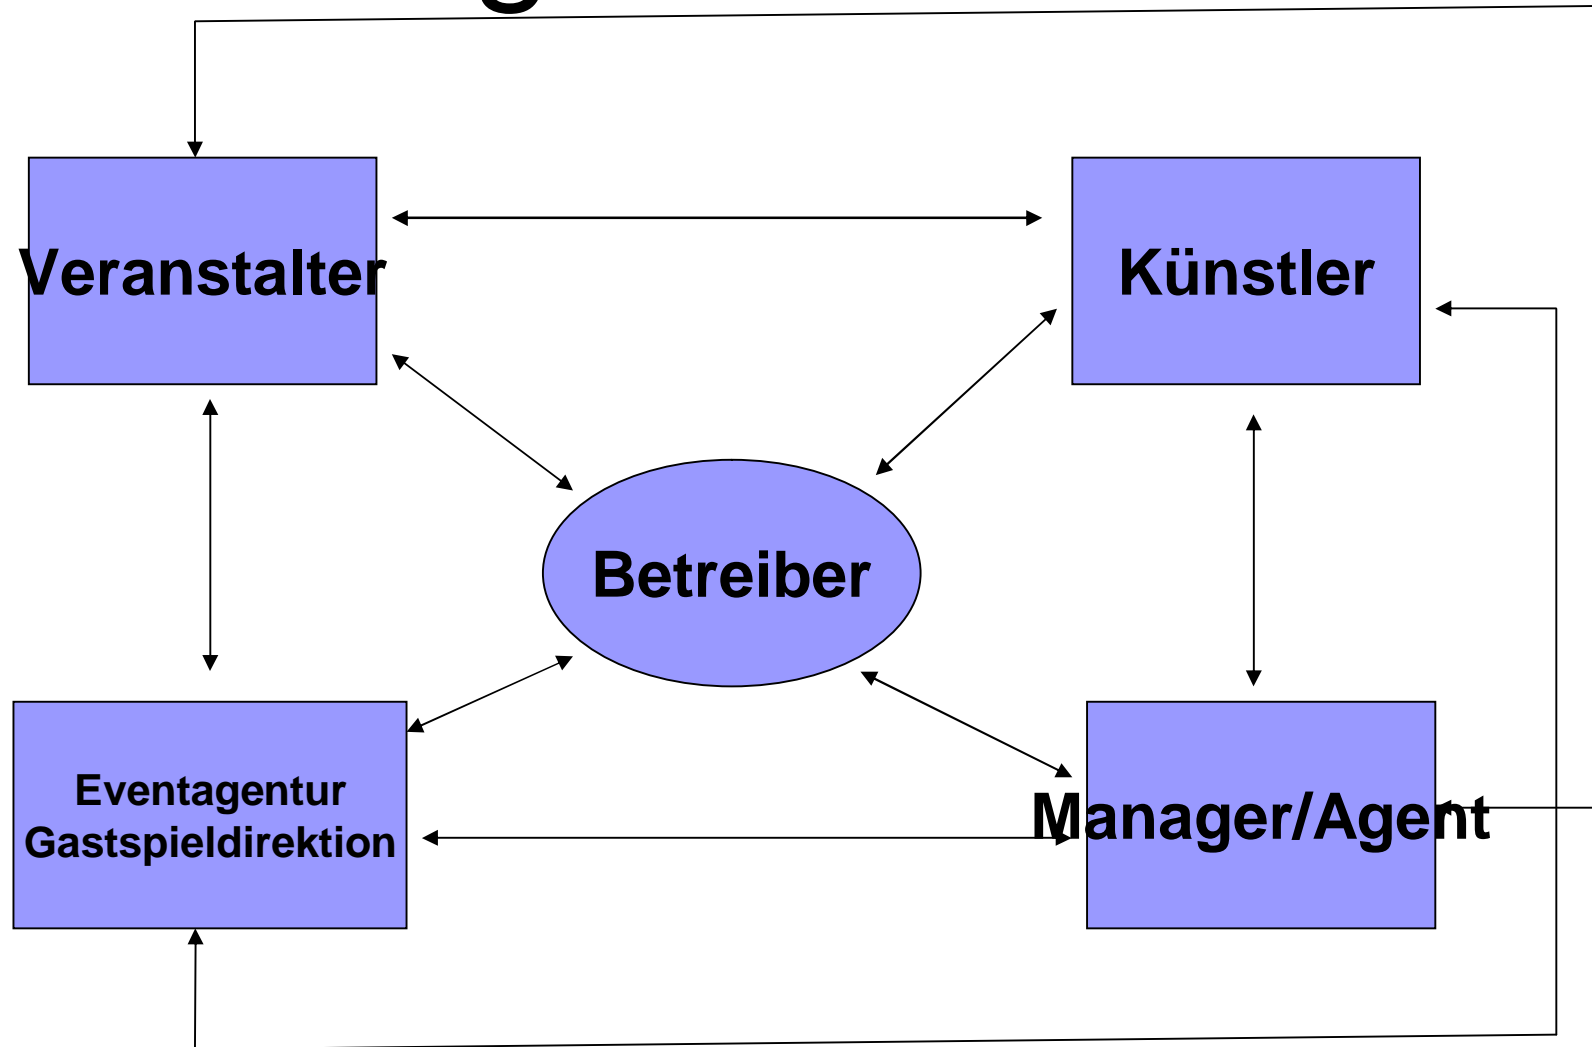 Veranstalter
Künstler
Betreiber
Eventagentur
Gastspieldirektion
Manager/Agent